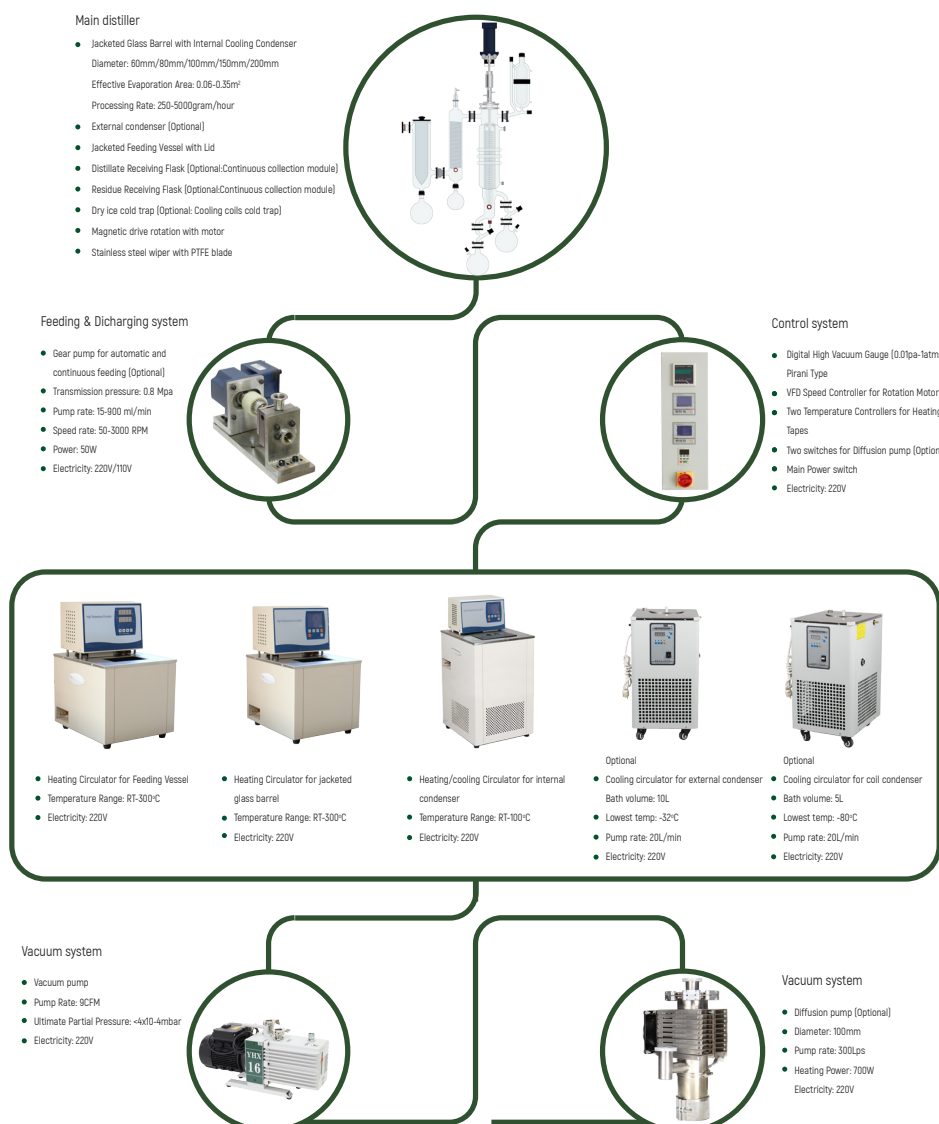 Main distiller
Jacketed Glass Barrel with Internal Cooling Condenser
Diameter: 60mm/80mm/100mm/150mm/200mm
Effective Evaporation Area: 0.06-0.35m²
Processing Rate: 250-5000gram/hour
External condenser (Optional)
Jacketed Feeding Vessel with Lid
Distillate Receiving Flask (Optional:Continuous collection module)
Residue Receiving Flask (Optional:Continuous collection module)
Dry ice cold trap (Optional: Cooling coils cold trap)
Magnetic drive rotation with motor
Stainless steel wiper with PTFE blade
Feeding & Dicharging system
Gear pump for automatic and
continuous feeding (Optional)
Transmission pressure: 0.8 Mpa
Pump rate: 15-900 ml/min
Speed rate: 50-3000 RPM
Power: 50W
Electricity: 220V/110V
Control system
Digital High Vacuum Gauge (0.01pa-1atm
Pirani Type
VFD Speed Controller for Rotation Motor
Two Temperature Controllers for Heating
Tapes
Two switches for Diffusion pump (Option
Main Power switch
Electricity: 220V
Heating Circulator for Feeding Vessel
Temperature Range: RT-300°C
Electricity: 220V
Heating Circulator for jacketed
glass barrel
Temperature Range: RT-300°C
Electricity: 220V
Heating/cooling Circulator for internal
condenser
Temperature Range: RT-100°C
Electricity: 220V
Optional
Cooling circulator for external condenser
Bath volume: 10L
Lowest temp: -32°C
Pump rate: 20L/min
Electricity: 220V
Optional
Cooling circulator for coil condenser
Bath volume: 5L
Lowest temp: -80°C
Pump rate: 20L/min
Electricity: 220V
Vacuum system
Vacuum pump
Pump Rate: 9CFM
Ultimate Partial Pressure: <4x10-4mbar
Electricity: 220V
YHX
16
Vacuum system
Diffusion pump (Optional)
Diameter: 100mm
Pump rate: 300Lps
Heating Power: 700W
Electricity: 220V